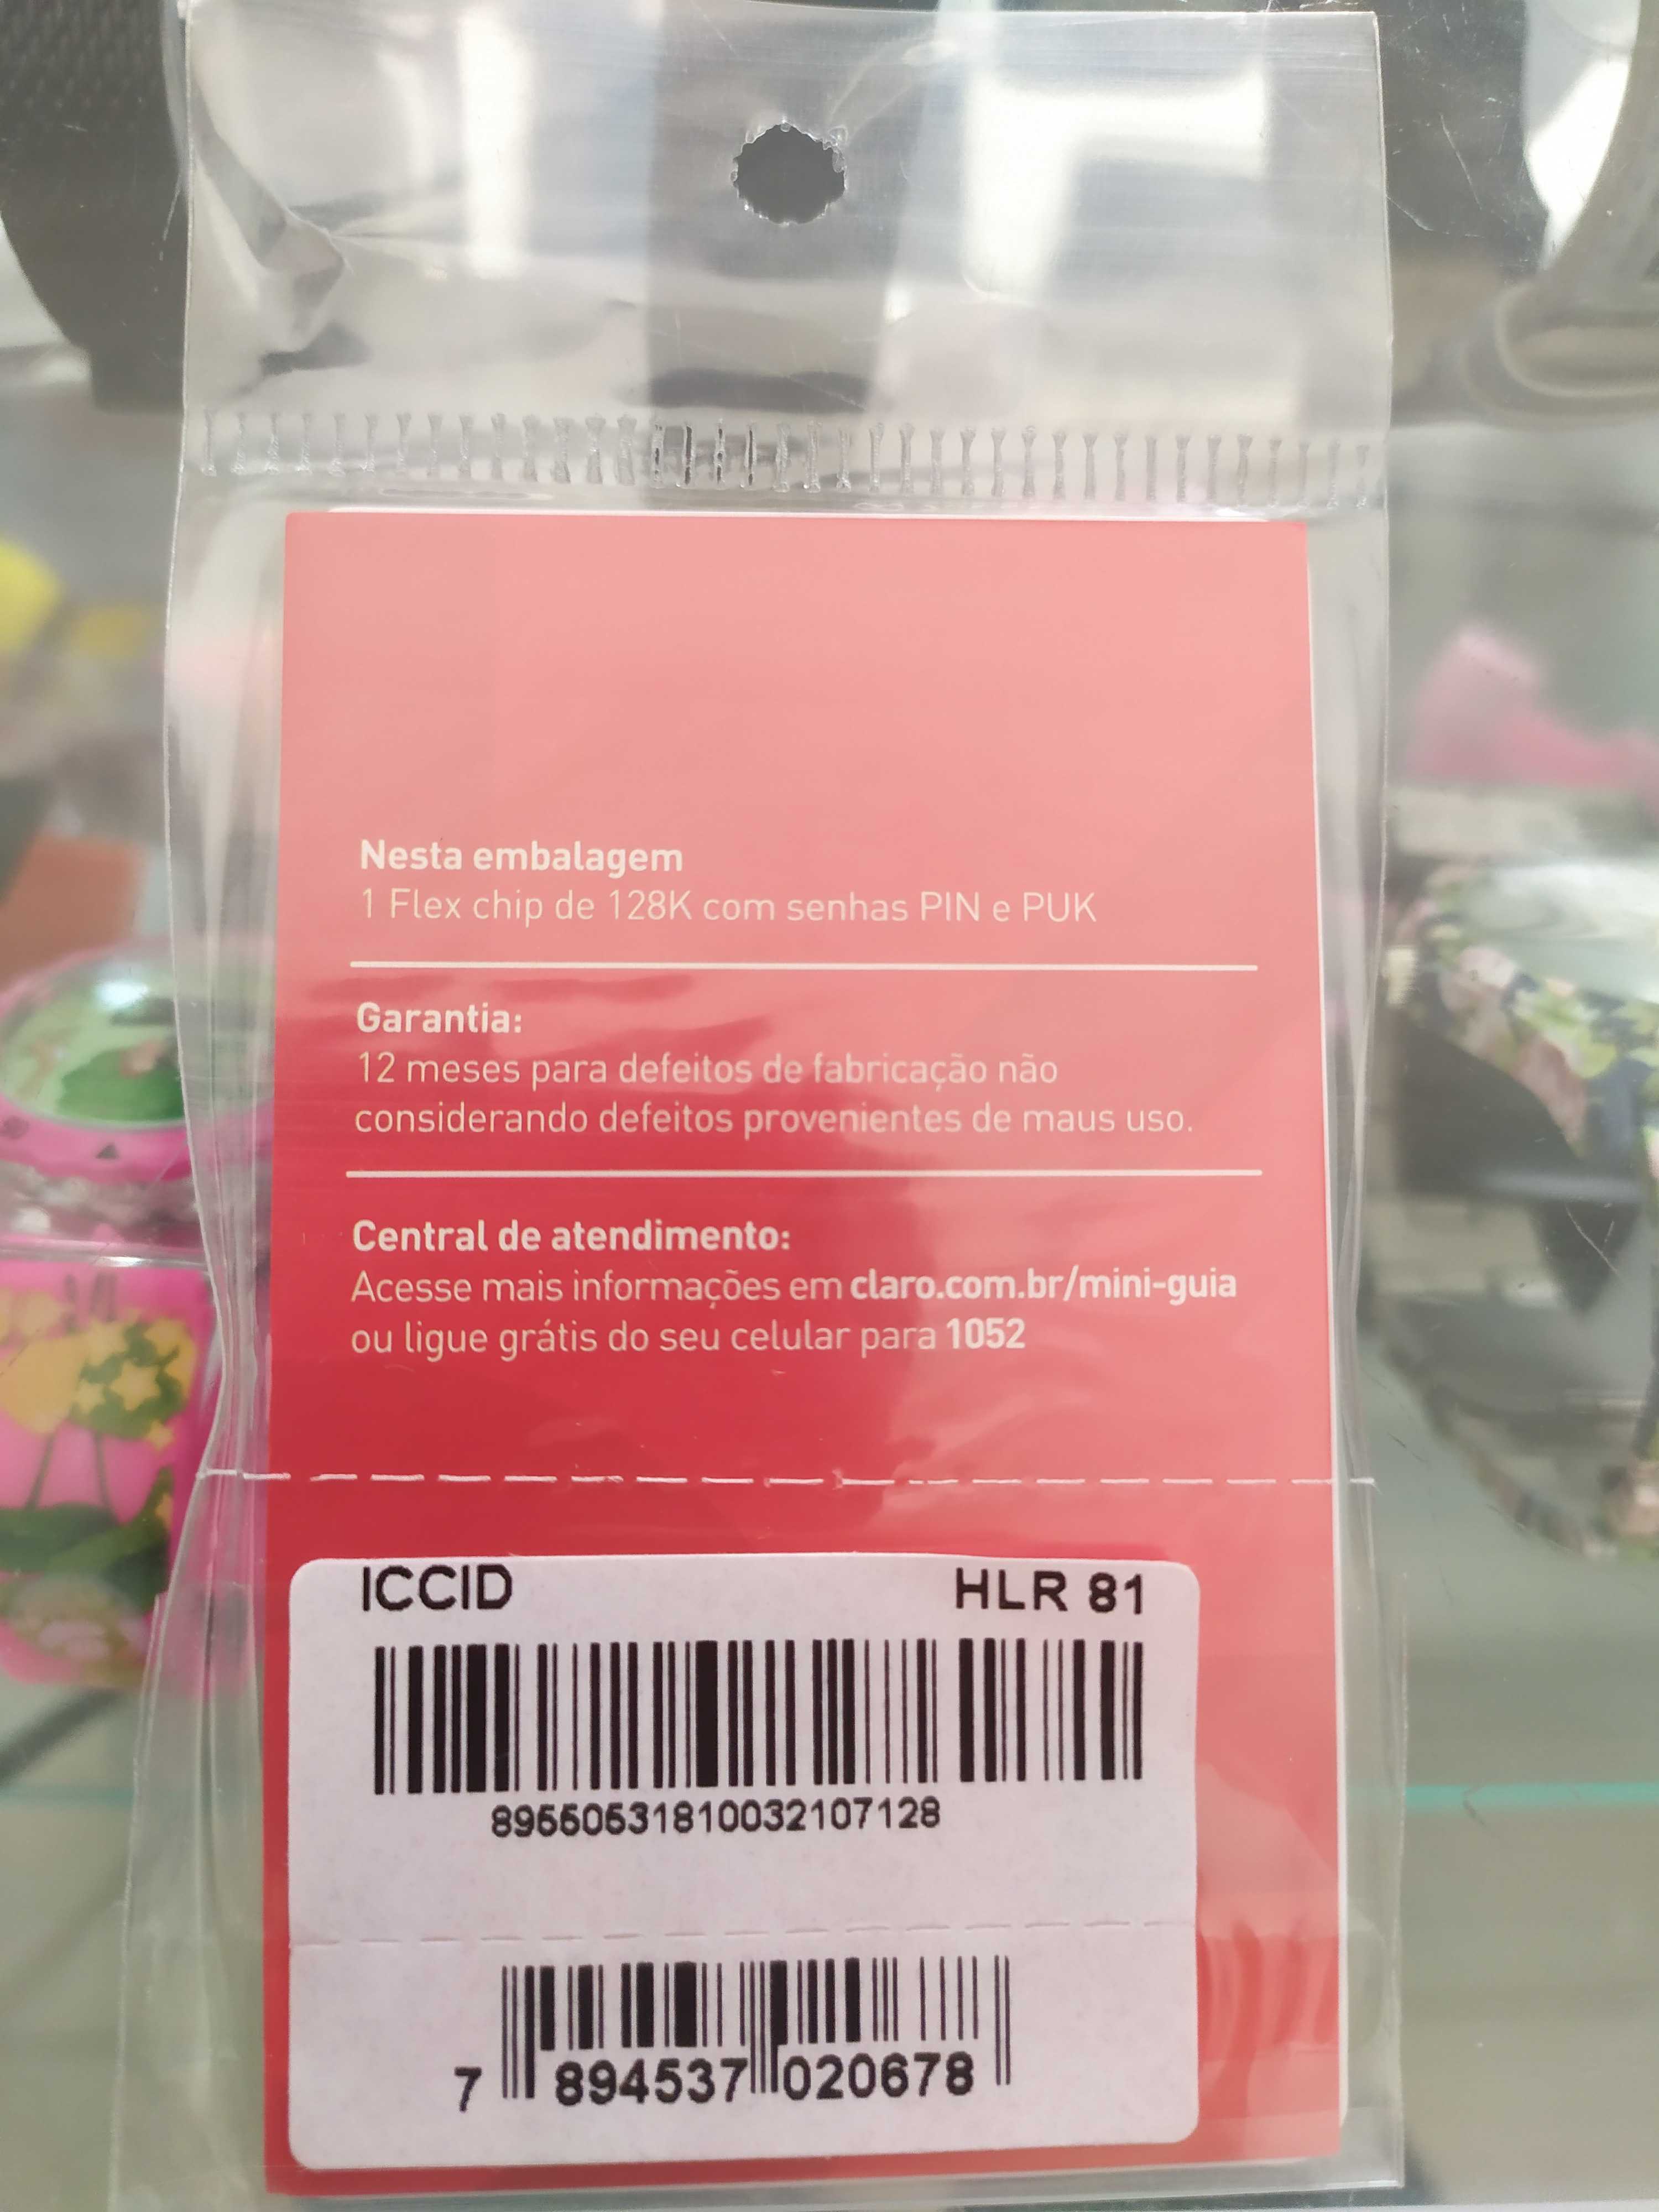 Nesta embalagem
1 Flex chip de 128K com senhas PIN e PUK
Garantia:
12 meses para defeitos de fabricação não
considerando defeitos provenientes de maus uso.
Central de atendimento:
Acesse mais informações em claro.com.br/mini-guia
ou ligue grátis do seu celular para 1052
ICCID HLR 81
89550531810032107128
7 894537 020678